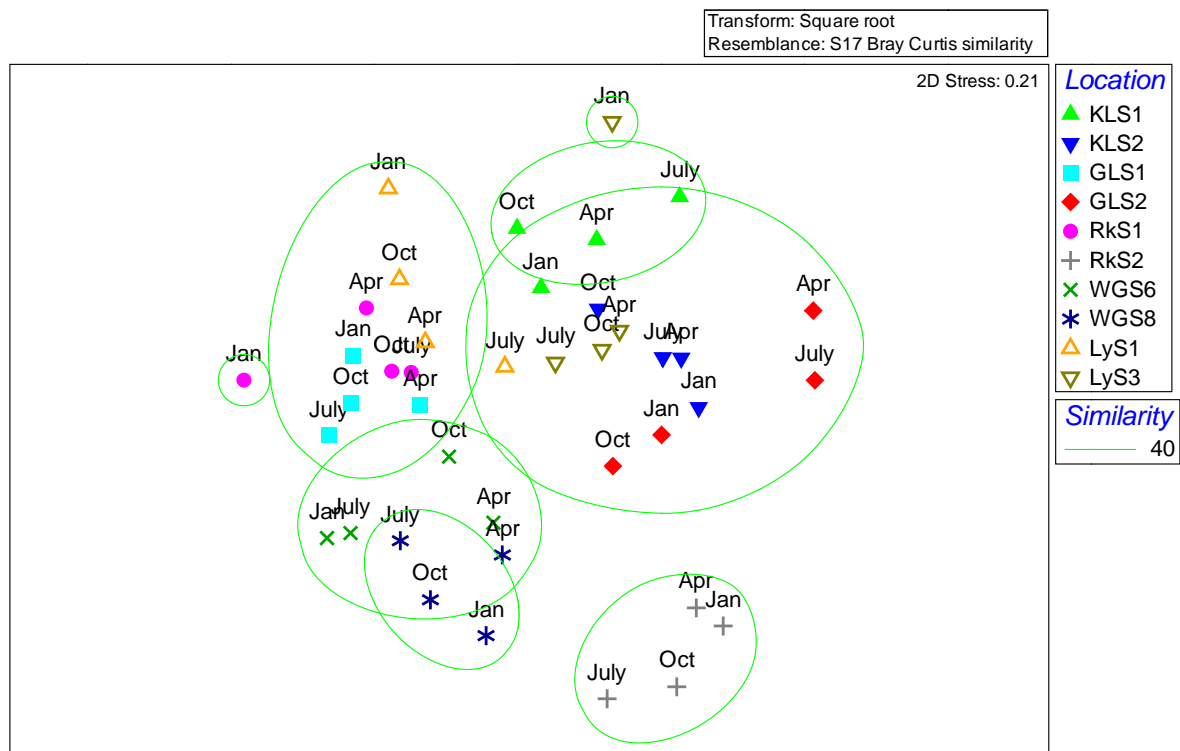 Transform: Square root
Resemblance: S17 Bray Curtis similarity
2D Stress: 0.21
Jan
July
Oct
Apr
Jan
Jan
Oct
Apr
Jan
Oct
July
Apr
Jan
Oct
Apr
July
July
July
Oct
Apr
Oct
July
Apr
Jan
Apr
July
Jan
Oct
Oct
Jan
July
July
Apr
Apr
Oct
Jan
Apr
Jan
July
Oct
Location
KLS1
KLS2
GLS1
GLS2
RkS1
RkS2
WGS6
WGS8
LyS1
LyS3
Similarity
40